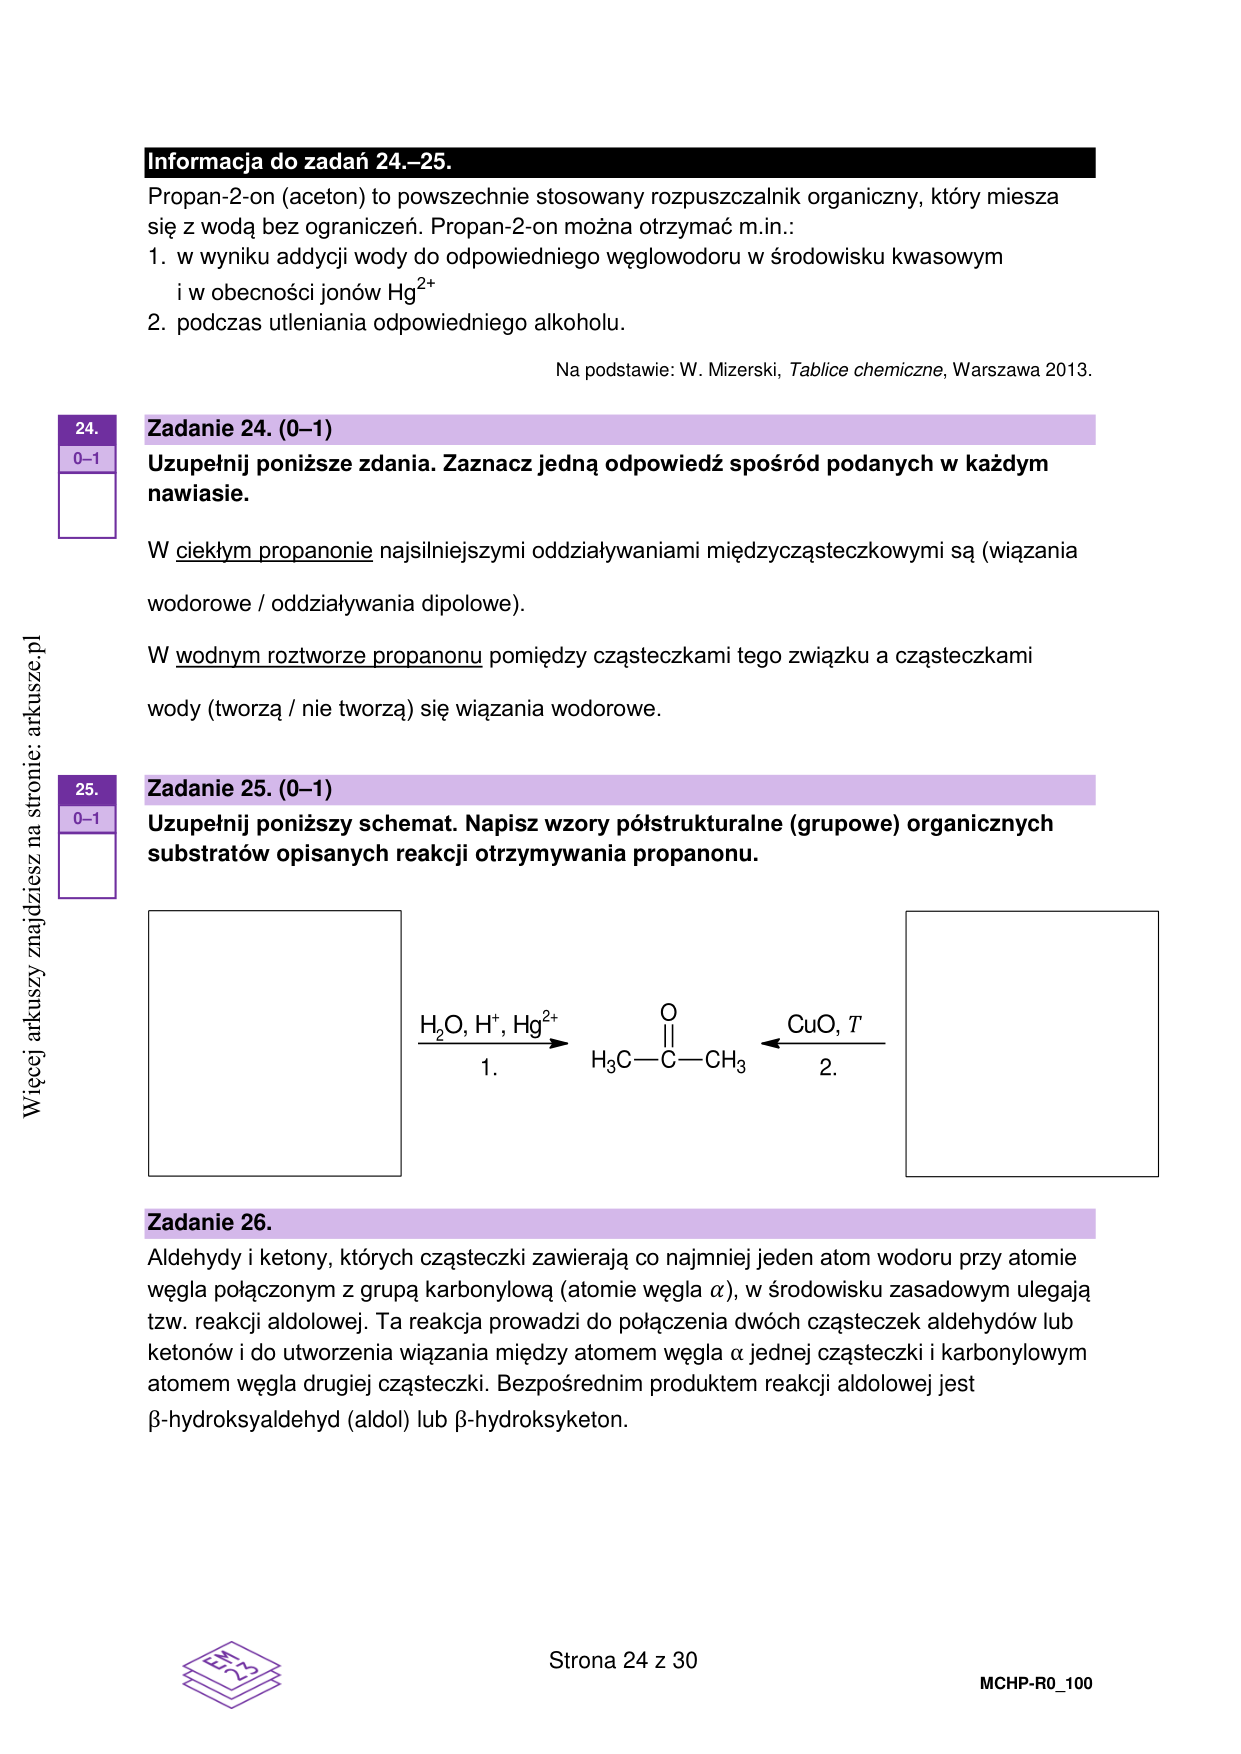 Informacja do zadań 24.–25.
Propan-2-on (aceton) to powszechnie stosowany rozpuszczalnik organiczny, który miesza
się z wodą bez ograniczeń. Propan-2-on można otrzymać m.in.:
1. w wyniku addycji wody do odpowiedniego węglowodoru w środowisku kwasowym
i w obecności jonów Hg2+
2. podczas utleniania odpowiedniego alkoholu.
Na podstawie: W. Mizerski, Tablice chemiczne, Warszawa 2013.
24.
0–1
Zadanie 24. (0–1)
Uzupełnij poniższe zdania. Zaznacz jedną odpowiedź spośród podanych w każdym
nawiasie.
W ciekłym propanonie najsilniejszymi oddziaływaniami międzycząsteczkowymi są (wiązania
wodorowe / oddziaływania dipolowe).
W wodnym roztworze propanonu pomiędzy cząsteczkami tego związku a cząsteczkami
wody (tworzą / nie tworzą) się wiązania wodorowe.
25.
0–1
Zadanie 25. (0–1)
Uzupełnij poniższy schemat. Napisz wzory półstrukturalne (grupowe) organicznych
substratów opisanych reakcji otrzymywania propanonu.
H2O, H+, Hg2+
1.
O
H3C—C—CH3
CuO, T
2.
Zadanie 26.
Aldehydy i ketony, których cząsteczki zawierają co najmniej jeden atom wodoru przy atomie
węgla połączonym z grupą karbonylową (atomie węgla α), w środowisku zasadowym ulegają
tzw. reakcji aldolowej. Ta reakcja prowadzi do połączenia dwóch cząsteczek aldehydów lub
ketonów i do utworzenia wiązania między atomem węgla α jednej cząsteczki i karbonylowym
atomem węgla drugiej cząsteczki. Bezpośrednim produktem reakcji aldolowej jest
β-hydroksyaldehyd (aldol) lub β-hydroksyketon.
Więcej arkuszy znajdziesz na stronie: arkusze.pl
EM
23
Strona 24 z 30
MCHP-R0_100